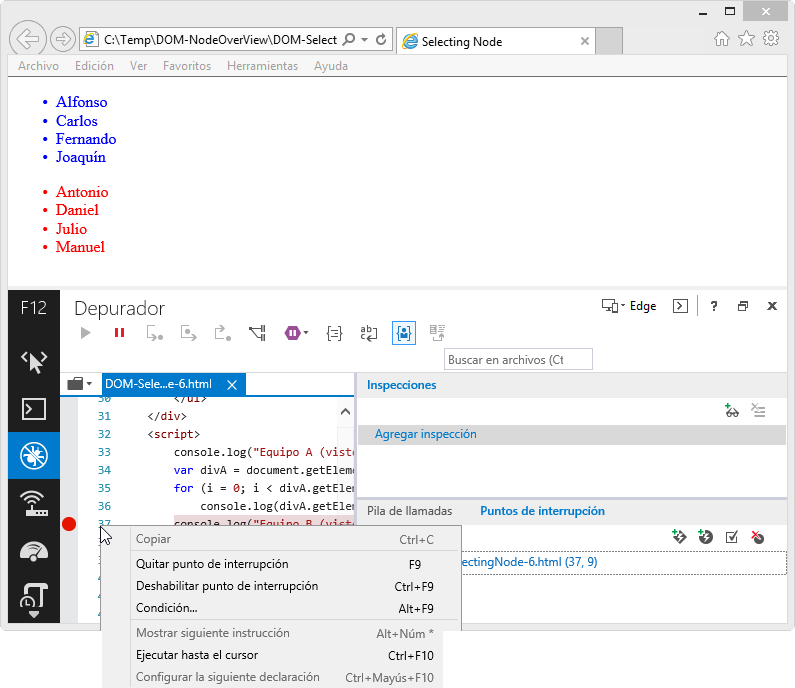 C:\Temp\DOM-NodeOverView\DOM-Select
Selecting Node
Archivo Edición Ver Favoritos Herramientas Ayuda
• Alfonso
• Carlos
• Fernando
• Joaquín
• Antonio
• Daniel
• Julio
• Manuel
F12 Depurador Edge ?
Buscar en archivos (Ct
DOM-Sele...e-6.html
Inspecciones
Agregar inspección
30 </ul>
31 </div>
32 <script>
33 console.log("Equipo A (visto
34 var divA = document.getEleme
35 for (i = 0; i < divA.getElem
36 console.log(divA.getElem
37 console.log("Equipo B (visto
Pila de llamadas Puntos de interrupción
ectingNode-6.html (37, 9)
Copiar Ctrl+C
Quitar punto de interrupción F9
Deshabilitar punto de interrupción Ctrl+F9
Condición... Alt+F9
Mostrar siguiente instrucción Alt+Núm *
Ejecutar hasta el cursor Ctrl+F10
Configurar la siguiente declaración Ctrl+Mayús+F10